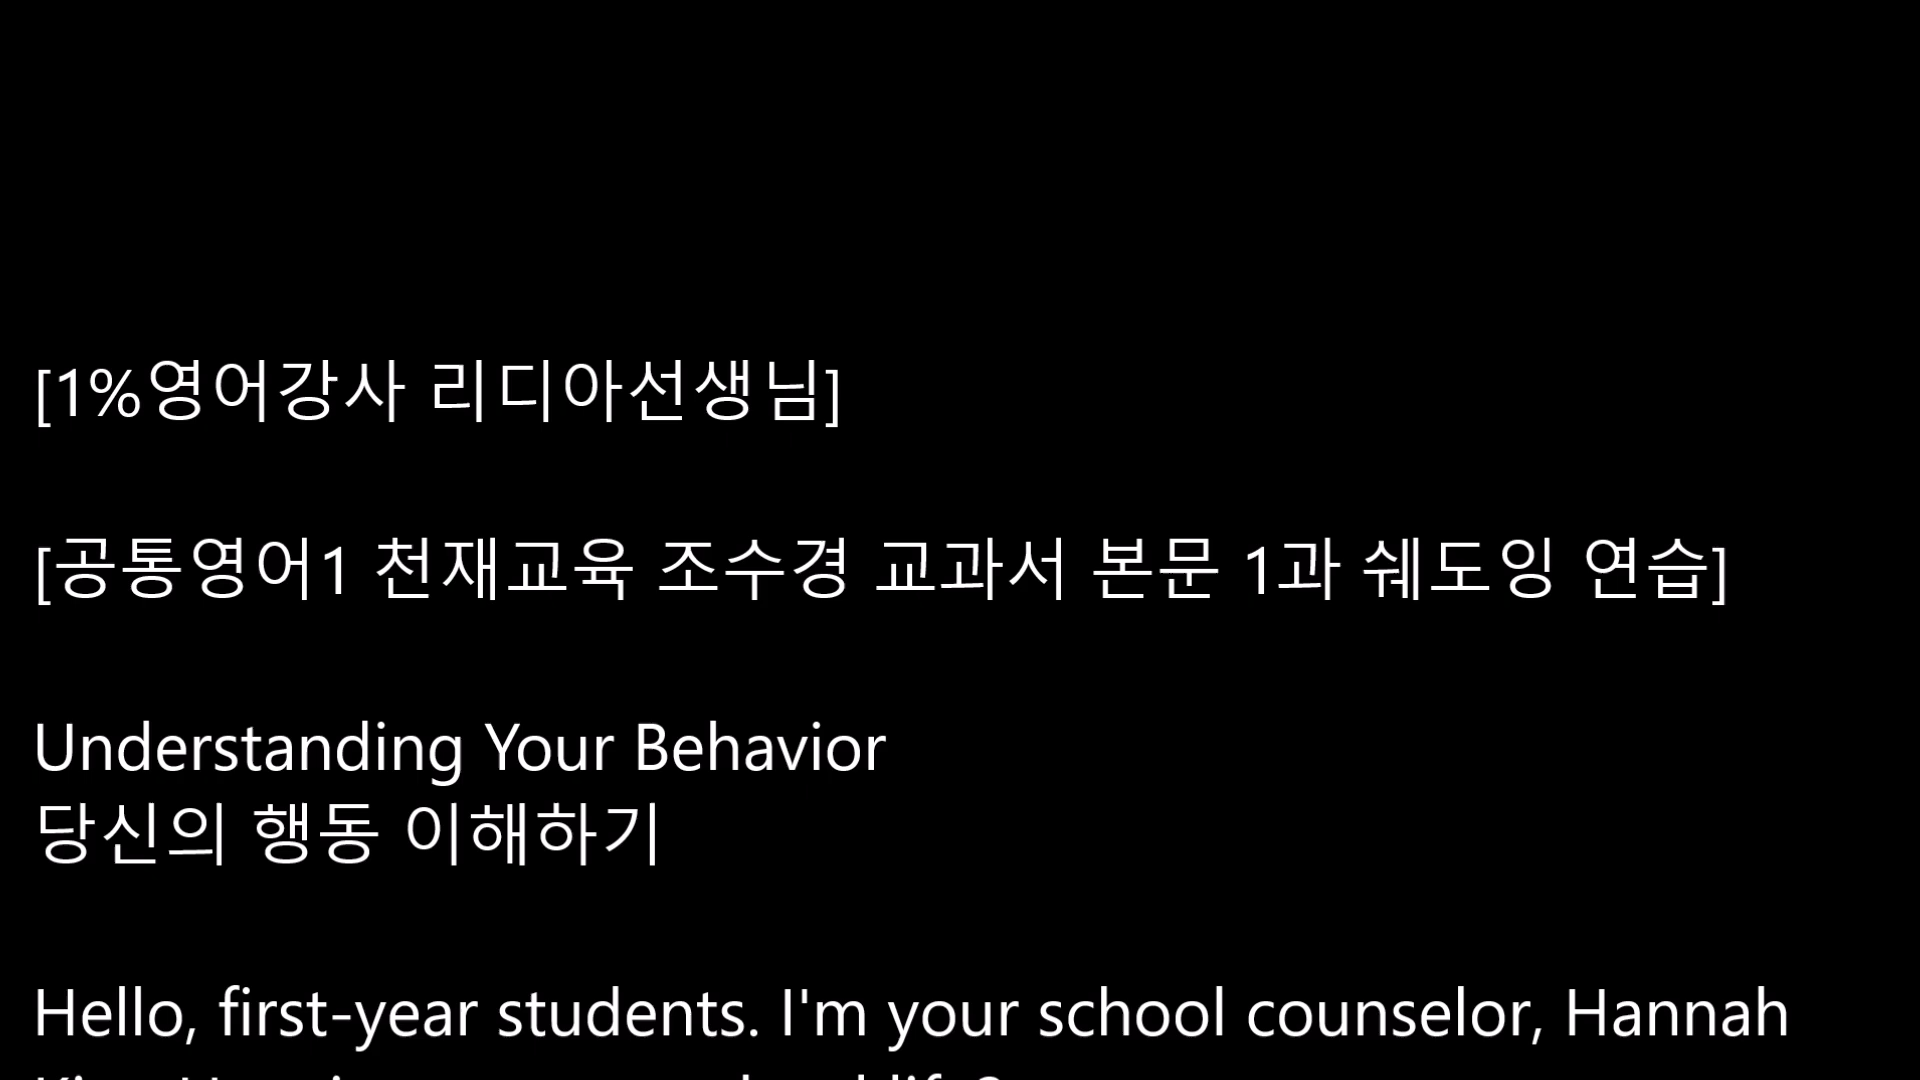 [1%영어강사 리디아선생님]
[공통영어1 천재교육 조수경 교과서 본문 1과 쉐도잉 연습]
Understanding Your Behavior
당신의 행동 이해하기
Hello, first-year students. I'm your school counselor, Hannah